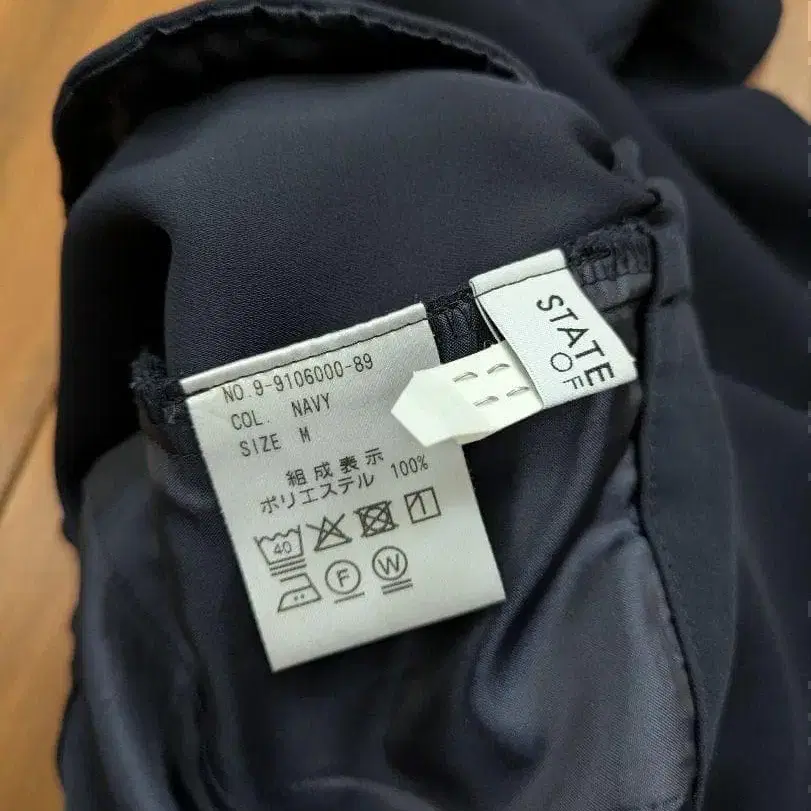 NO.9-9106000-89
COL. NAVY
SIZE M
組成表示
ポリエステル 100%
40
F W
STATE
OF